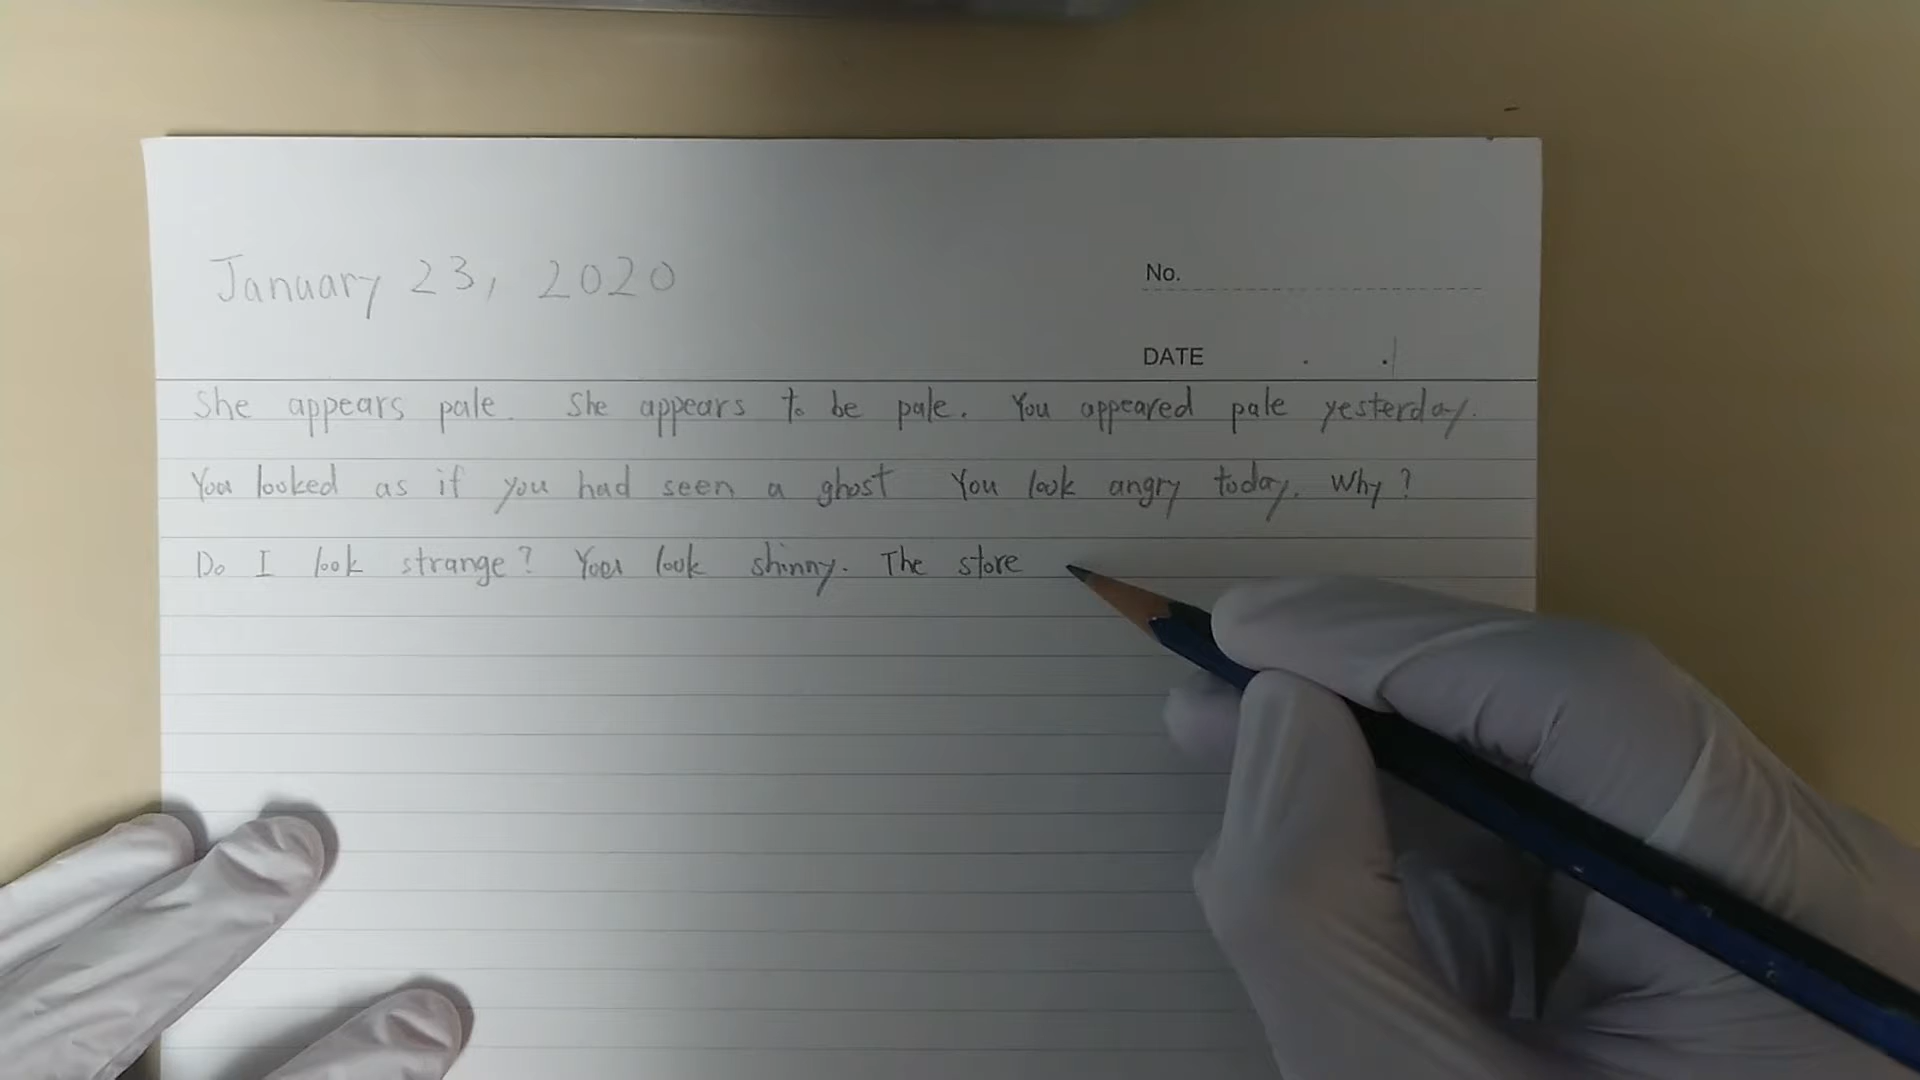 January 23, 2020
No.
DATE . .
She appears pale. She appears to be pale. You appeared pale yesterday.
You looked as if you had seen a ghost You look angry today. Why?
Do I look strange? You look shinny. The store